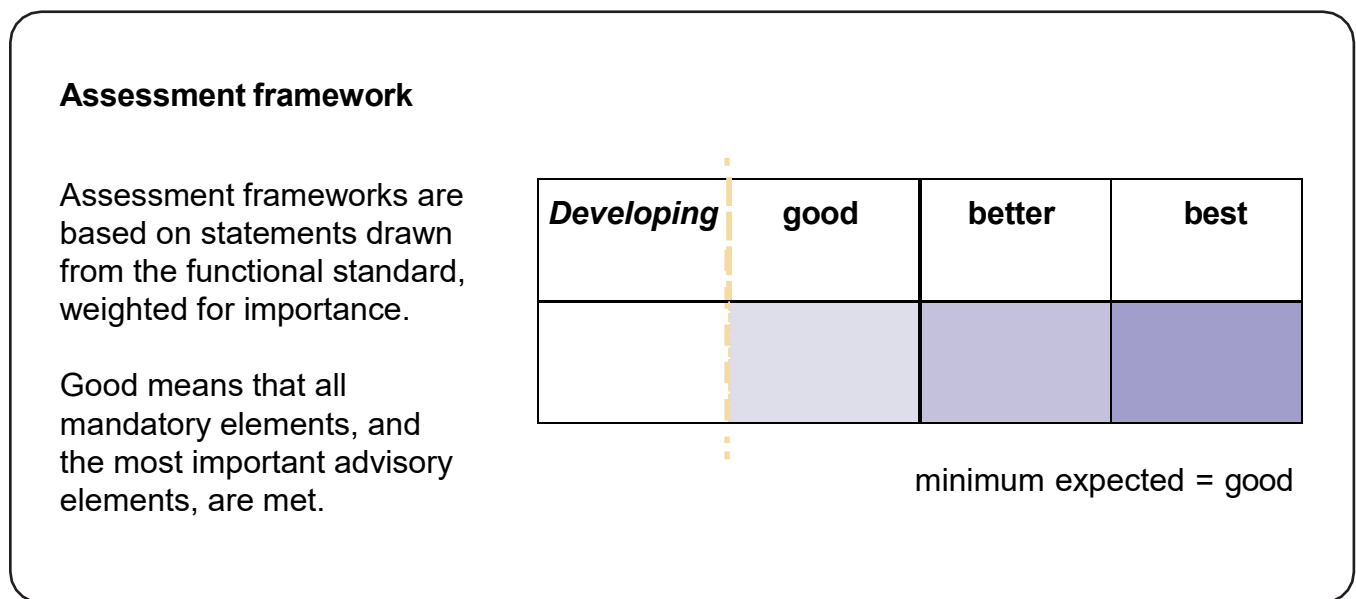 Assessment framework
Assessment frameworks are
based on statements drawn
from the functional standard,
weighted for importance.
Good means that all
mandatory elements, and
the most important advisory
elements, are met.
Developing good better best
minimum expected = good